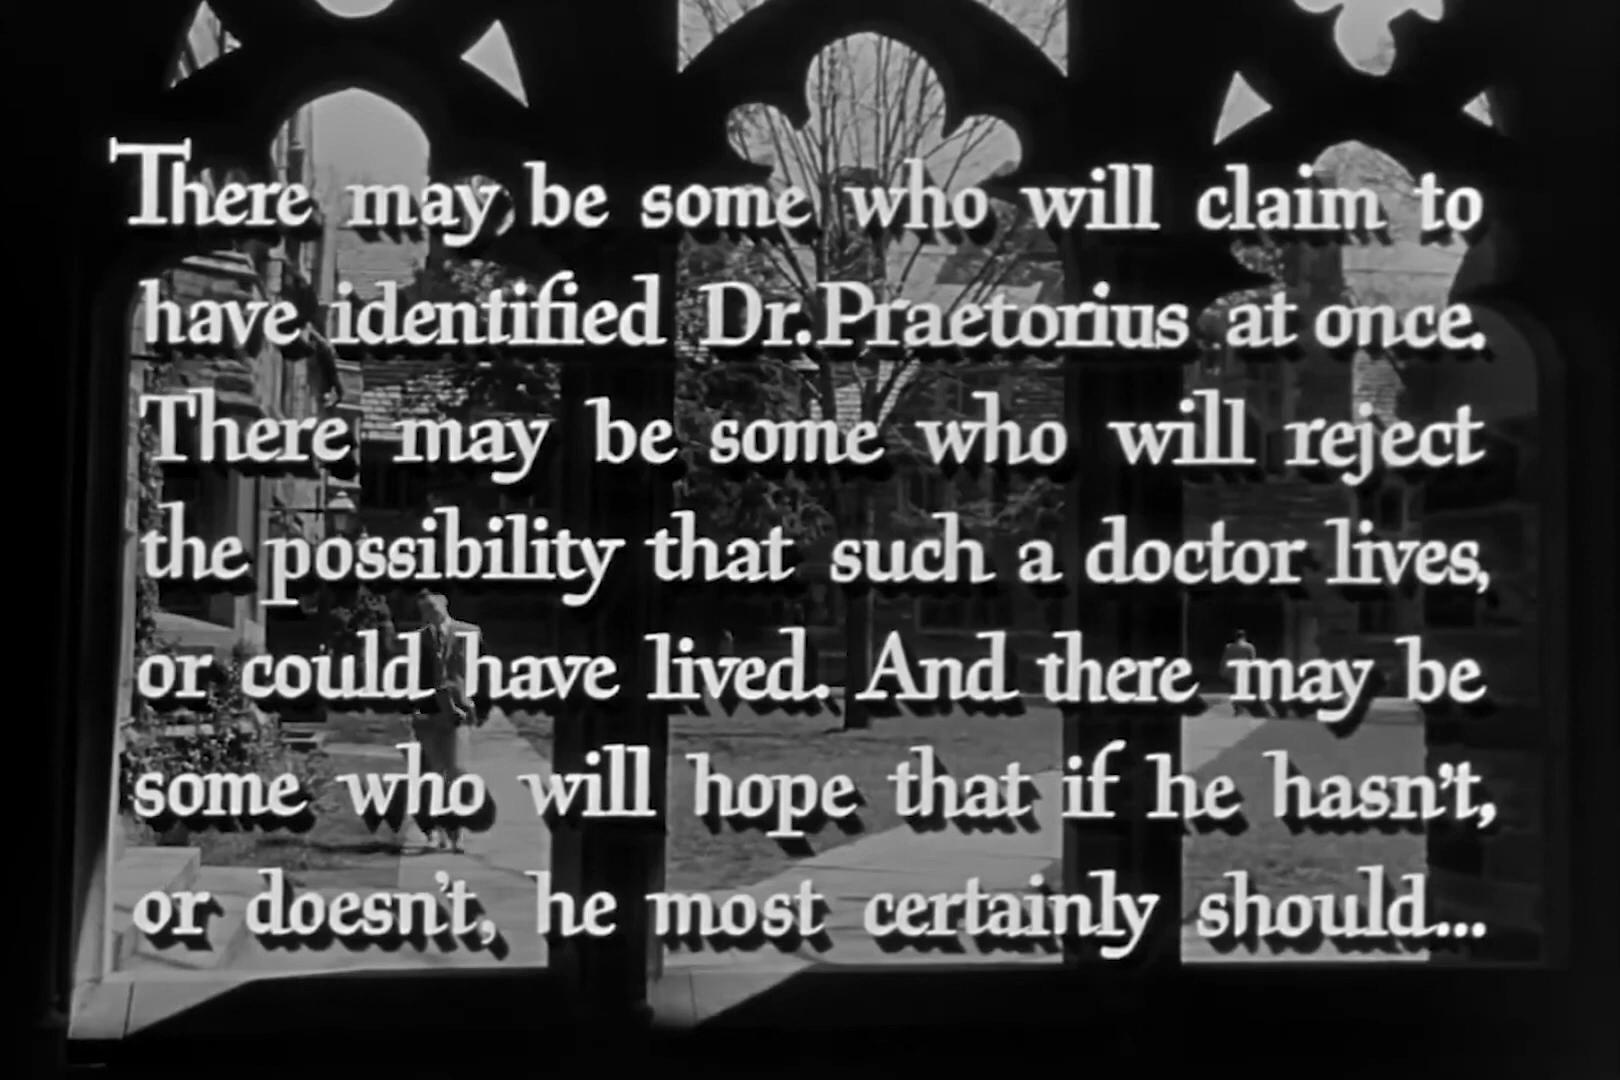 There may be some who will claim to
have identified Dr. Praetorius at once.
There may be some who will reject
the possibility that such a doctor lives,
or could have lived. And there may be
some who will hope that if he hasn't,
or doesn't, he most certainly should...